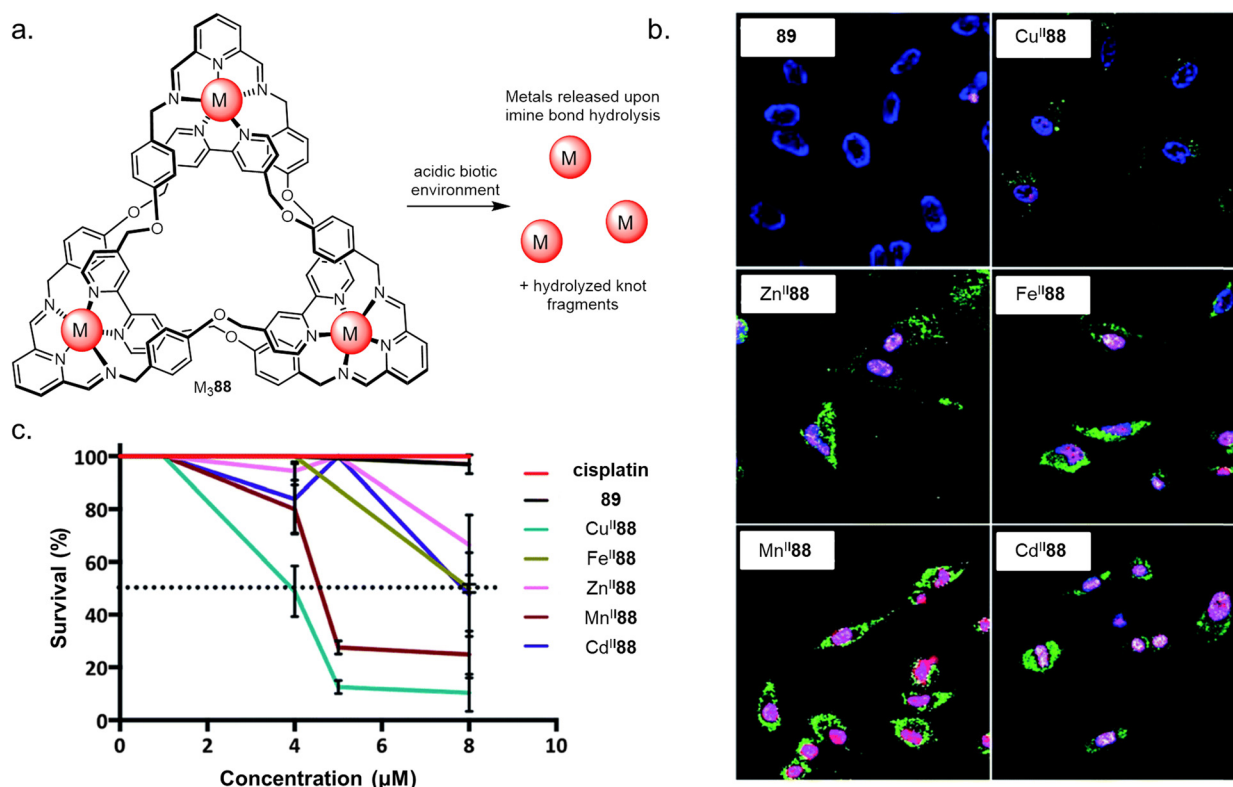 a.
N
N
N
M
N
N
O
O
O
O
O
O
N
N
N
N
N
N
N
N
N
N
M
M
M₃88
acidic biotic
environment
Metals released upon
imine bond hydrolysis
M
M
M
+ hydrolyzed knot
fragments
b.
89
Cuᴵᴵ88
Znᴵᴵ88
Feᴵᴵ88
Mnᴵᴵ88
Cdᴵᴵ88
c.
Survival (%)
100
80
60
40
20
0
0
2
4
6
8
10
Concentration (µM)
cisplatin
89
Cuᴵᴵ88
Feᴵᴵ88
Znᴵᴵ88
Mnᴵᴵ88
Cdᴵᴵ88